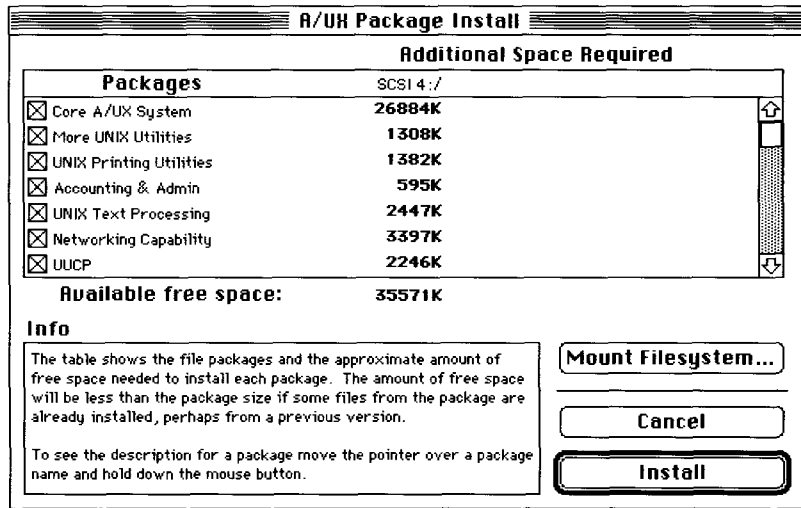 A/UX Package Install
Additional Space Required
Packages SCSI 4:/
Core A/UX System 26884K
More UNIX Utilities 1308K
UNIX Printing Utilities 1382K
Accounting & Admin 595K
UNIX Text Processing 2447K
Networking Capability 3397K
UUCP 2246K
Available free space: 35571K
Info
The table shows the file packages and the approximate amount of
free space needed to install each package. The amount of free space
will be less than the package size if some files from the package are
already installed, perhaps from a previous version.
To see the description for a package move the pointer over a package
name and hold down the mouse button.
Mount Filesystem...
Cancel
Install